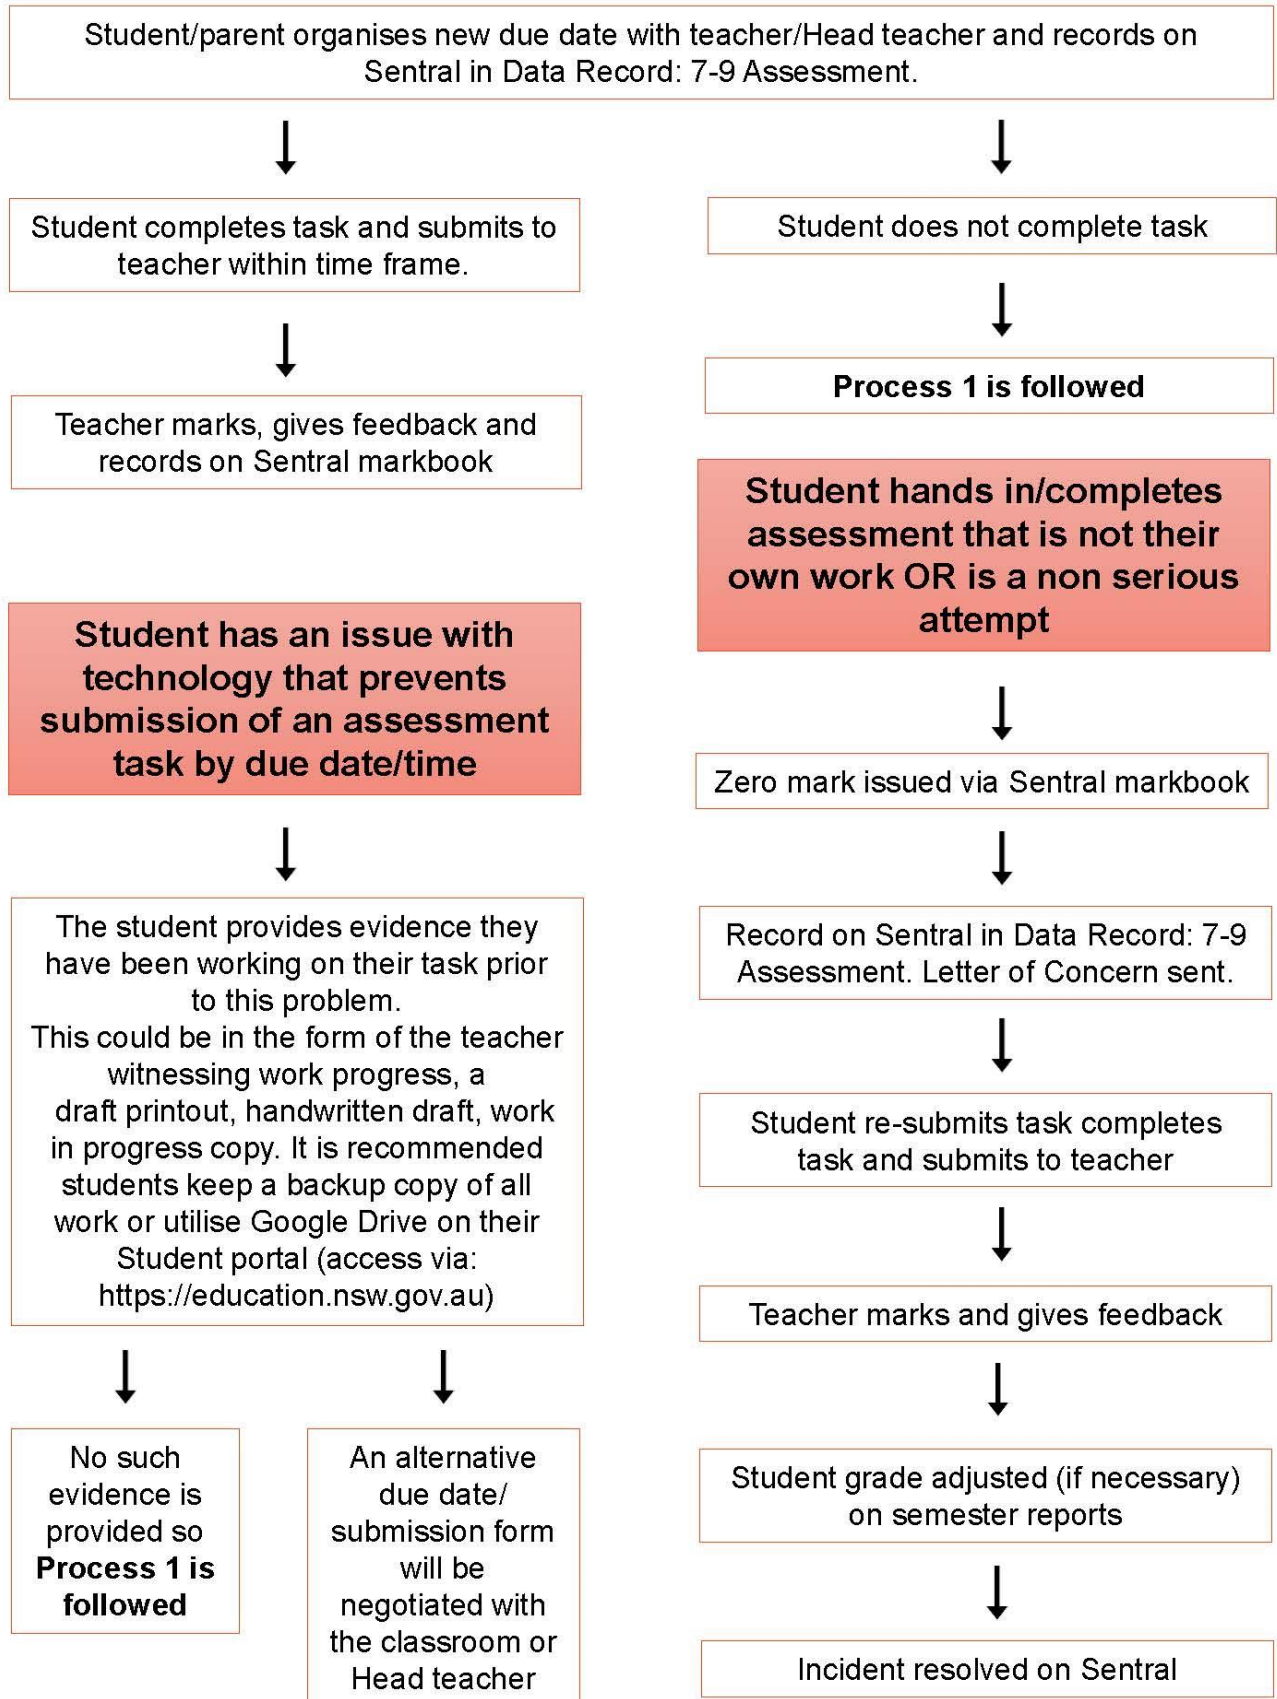 Student/parent organises new due date with teacher/Head teacher and records on
Sentral in Data Record: 7-9 Assessment.
Student completes task and submits to
teacher within time frame.
Teacher marks, gives feedback and
records on Sentral markbook
Student does not complete task
Process 1 is followed
Student has an issue with
technology that prevents
submission of an assessment
task by due date/time
The student provides evidence they
have been working on their task prior
to this problem.
This could be in the form of the teacher
witnessing work progress, a
draft printout, handwritten draft, work
in progress copy. It is recommended
students keep a backup copy of all
work or utilise Google Drive on their
Student portal (access via:
https://education.nsw.gov.au)
No such
evidence is
provided so
Process 1 is
followed
An alternative
due date/
submission form
will be
negotiated with
the classroom or
Head teacher
Student hands in/completes
assessment that is not their
own work OR is a non serious
attempt
Zero mark issued via Sentral markbook
Record on Sentral in Data Record: 7-9
Assessment. Letter of Concern sent.
Student re-submits task completes
task and submits to teacher
Teacher marks and gives feedback
Student grade adjusted (if necessary)
on semester reports
Incident resolved on Sentral